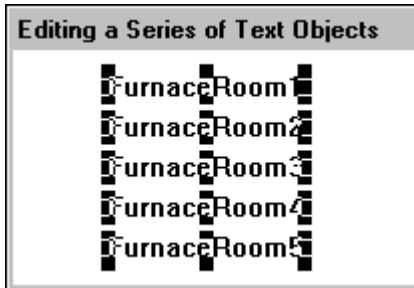 Editing a Series of Text Objects
FurnaceRoom1
FurnaceRoom2
FurnaceRoom3
FurnaceRoom4
FurnaceRoom5